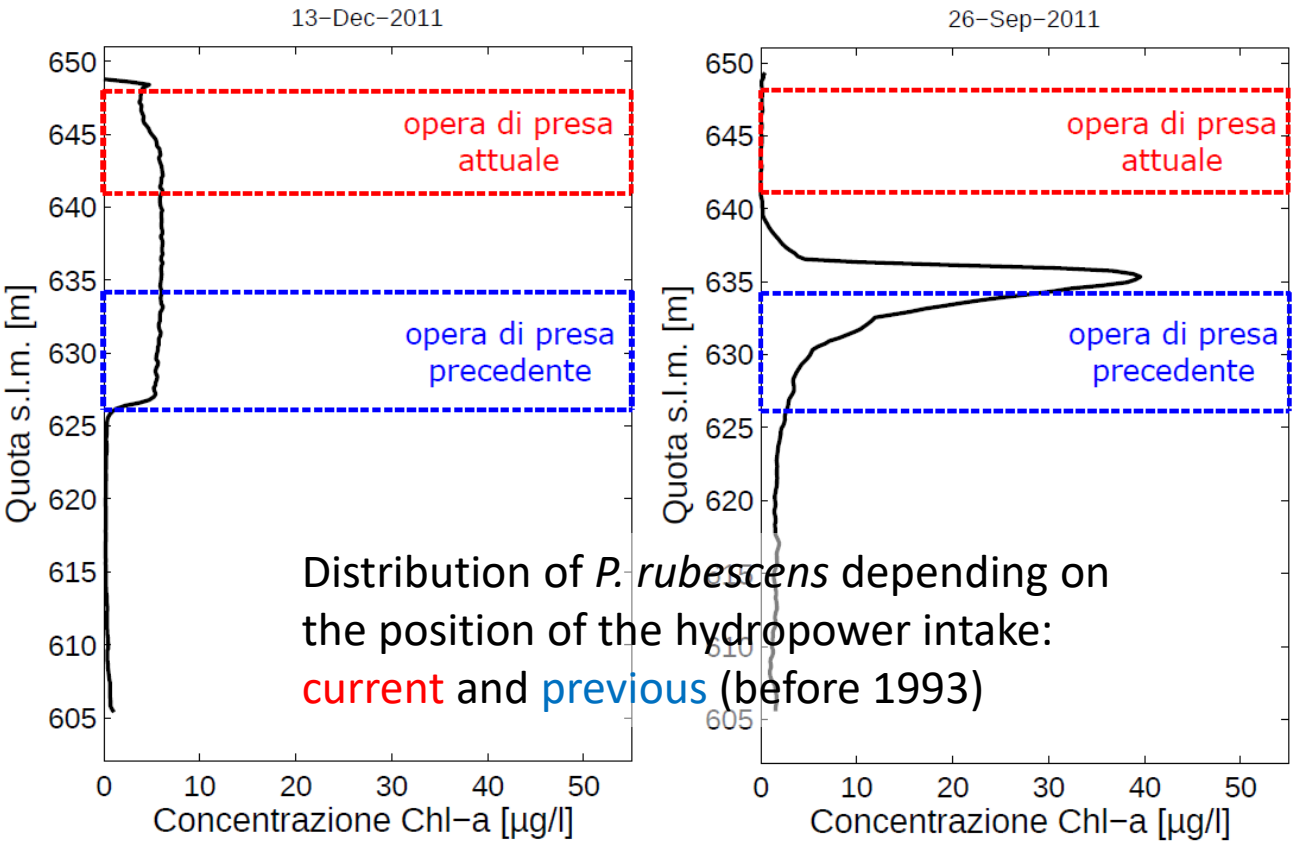 13−Dec−2011
650
645
640
635
630
625
620
615
610
605
Quota s.l.m. [m]
opera di presa
attuale
opera di presa
precedente
0 10 20 30 40 50
Concentrazione Chl−a [µg/l]
26−Sep−2011
650
645
640
635
630
625
620
615
610
605
Quota s.l.m. [m]
opera di presa
attuale
opera di presa
precedente
0 10 20 30 40 50
Concentrazione Chl−a [µg/l]
Distribution of P. rubescens depending on
the position of the hydropower intake:
current and previous (before 1993)